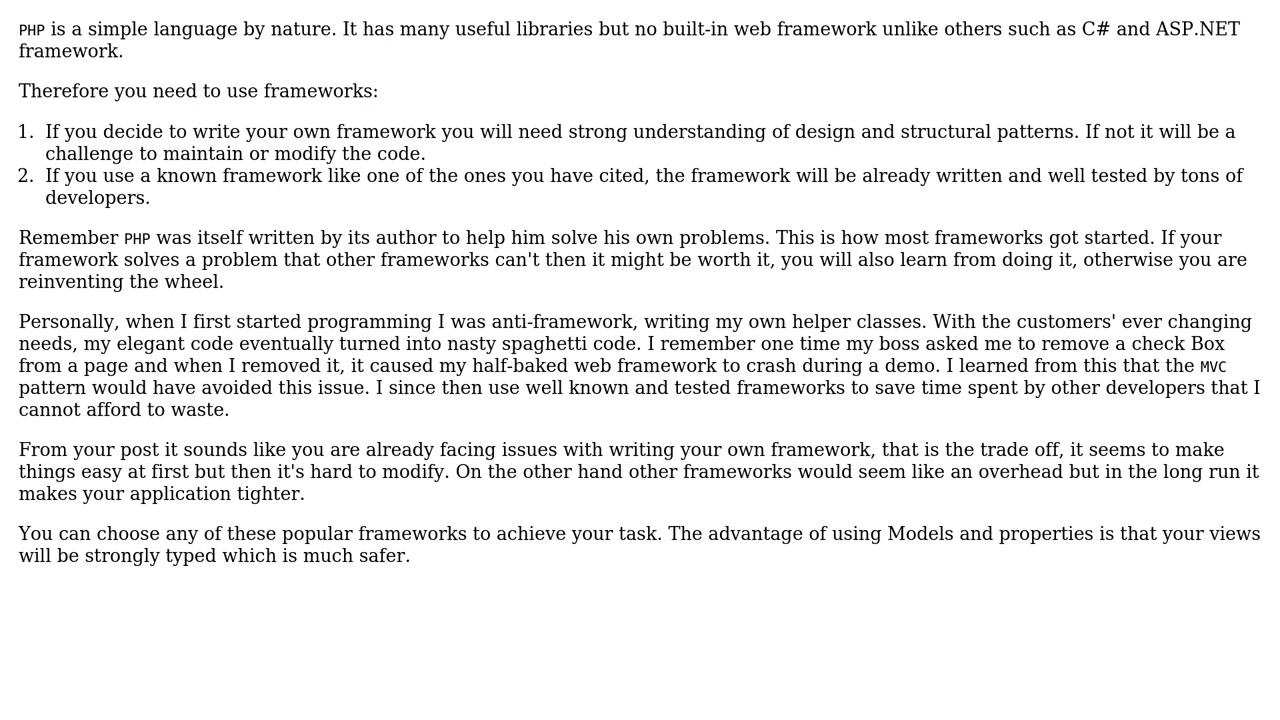 PHP is a simple language by nature. It has many useful libraries but no built-in web framework unlike others such as C# and ASP.NET
framework.
Therefore you need to use frameworks:
1. If you decide to write your own framework you will need strong understanding of design and structural patterns. If not it will be a
challenge to maintain or modify the code.
2. If you use a known framework like one of the ones you have cited, the framework will be already written and well tested by tons of
developers.
Remember PHP was itself written by its author to help him solve his own problems. This is how most frameworks got started. If your
framework solves a problem that other frameworks can't then it might be worth it, you will also learn from doing it, otherwise you are
reinventing the wheel.
Personally, when I first started programming I was anti-framework, writing my own helper classes. With the customers' ever changing
needs, my elegant code eventually turned into nasty spaghetti code. I remember one time my boss asked me to remove a check Box
from a page and when I removed it, it caused my half-baked web framework to crash during a demo. I learned from this that the MVC
pattern would have avoided this issue. I since then use well known and tested frameworks to save time spent by other developers that I
cannot afford to waste.
From your post it sounds like you are already facing issues with writing your own framework, that is the trade off, it seems to make
things easy at first but then it's hard to modify. On the other hand other frameworks would seem like an overhead but in the long run it
makes your application tighter.
You can choose any of these popular frameworks to achieve your task. The advantage of using Models and properties is that your views
will be strongly typed which is much safer.